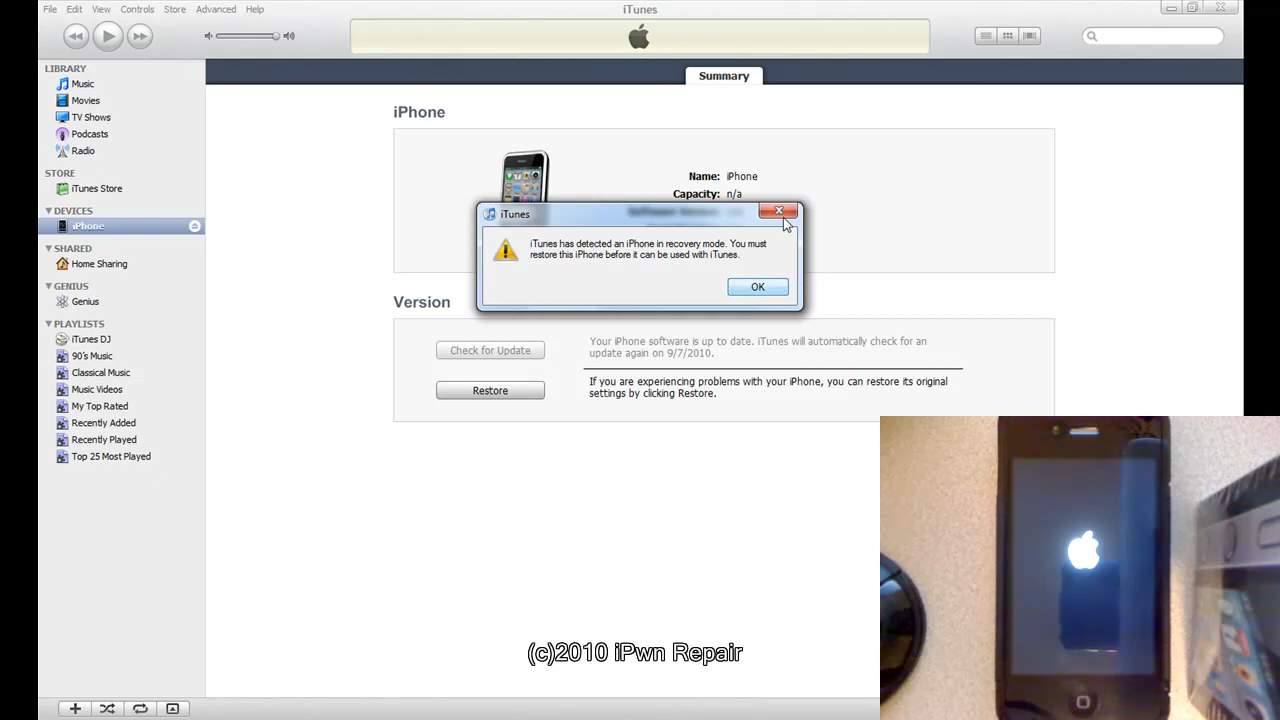 File Edit View Controls Store Advanced Help
iTunes
LIBRARY
Music
Movies
TV Shows
Podcasts
Radio
STORE
iTunes Store
DEVICES
iPhone
SHARED
Home Sharing
GENIUS
Genius
PLAYLISTS
iTunes DJ
90's Music
Classical Music
Music Videos
My Top Rated
Recently Added
Recently Played
Top 25 Most Played
Summary
iPhone
Name: iPhone
Capacity: n/a
iTunes
iTunes has detected an iPhone in recovery mode. You must
restore this iPhone before it can be used with iTunes.
OK
Version
Check for Update
Your iPhone software is up to date. iTunes will automatically check for an
update again on 9/7/2010.
Restore
If you are experiencing problems with your iPhone, you can restore its original
settings by clicking Restore.
(c)2010 iPwn Repair